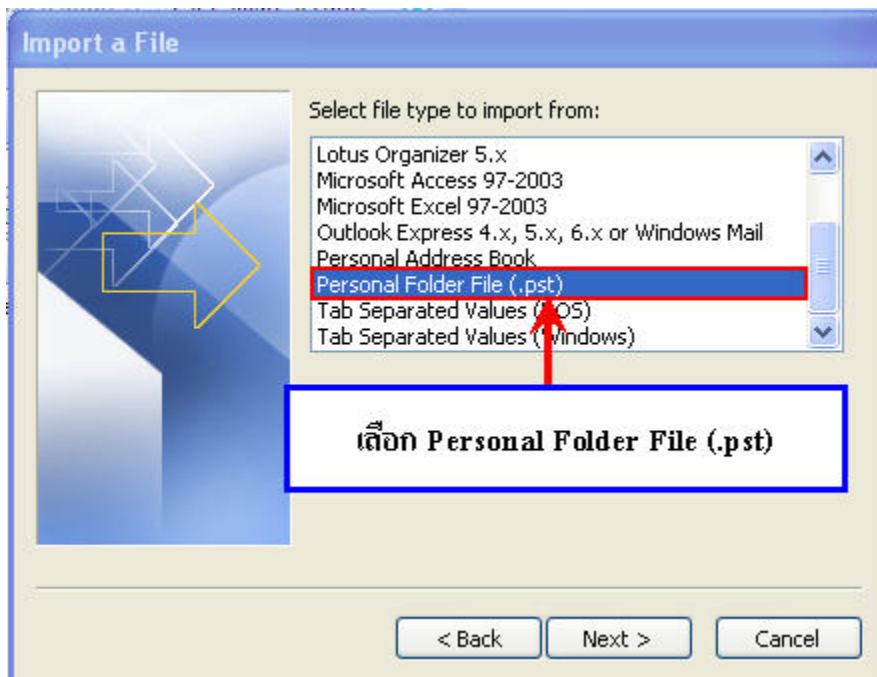 Import a File
Select file type to import from:
Lotus Organizer 5.x
Microsoft Access 97-2003
Microsoft Excel 97-2003
Outlook Express 4.x, 5.x, 6.x or Windows Mail
Personal Address Book
Personal Folder File (.pst)
Tab Separated Values (DOS)
Tab Separated Values (Windows)
เลือก Personal Folder File (.pst)
< Back
Next >
Cancel